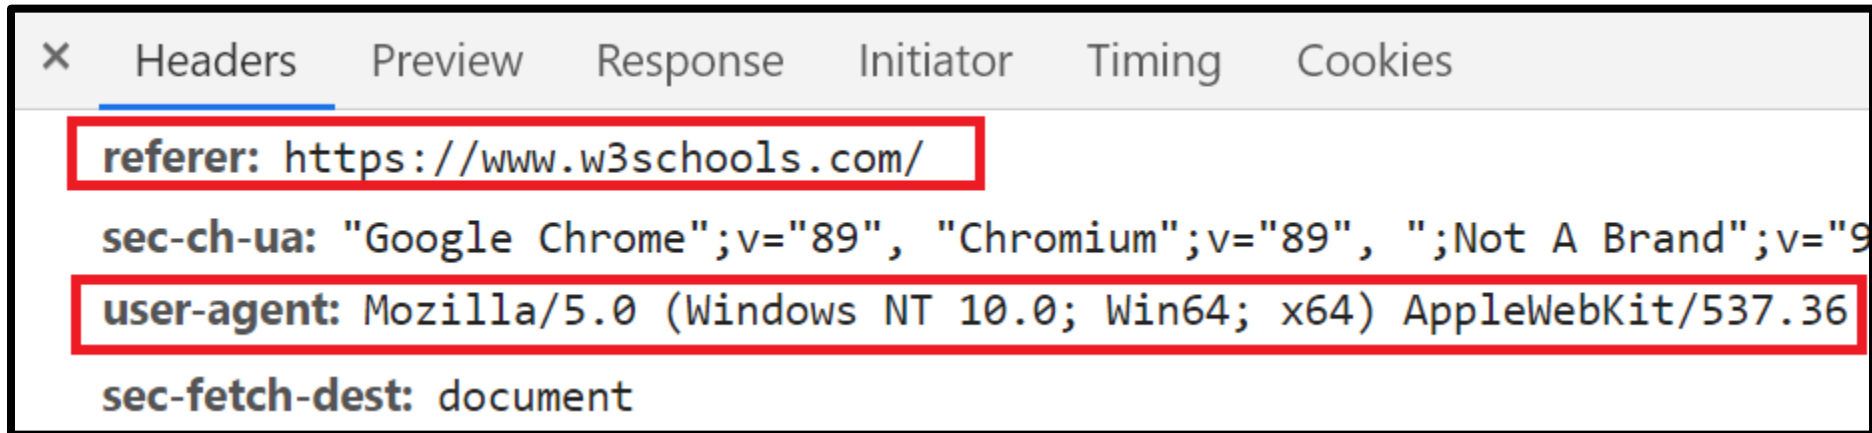 × Headers Preview Response Initiator Timing Cookies
referer: https://www.w3schools.com/
sec-ch-ua: "Google Chrome";v="89", "Chromium";v="89", ";Not A Brand";v="9
user-agent: Mozilla/5.0 (Windows NT 10.0; Win64; x64) AppleWebKit/537.36
sec-fetch-dest: document